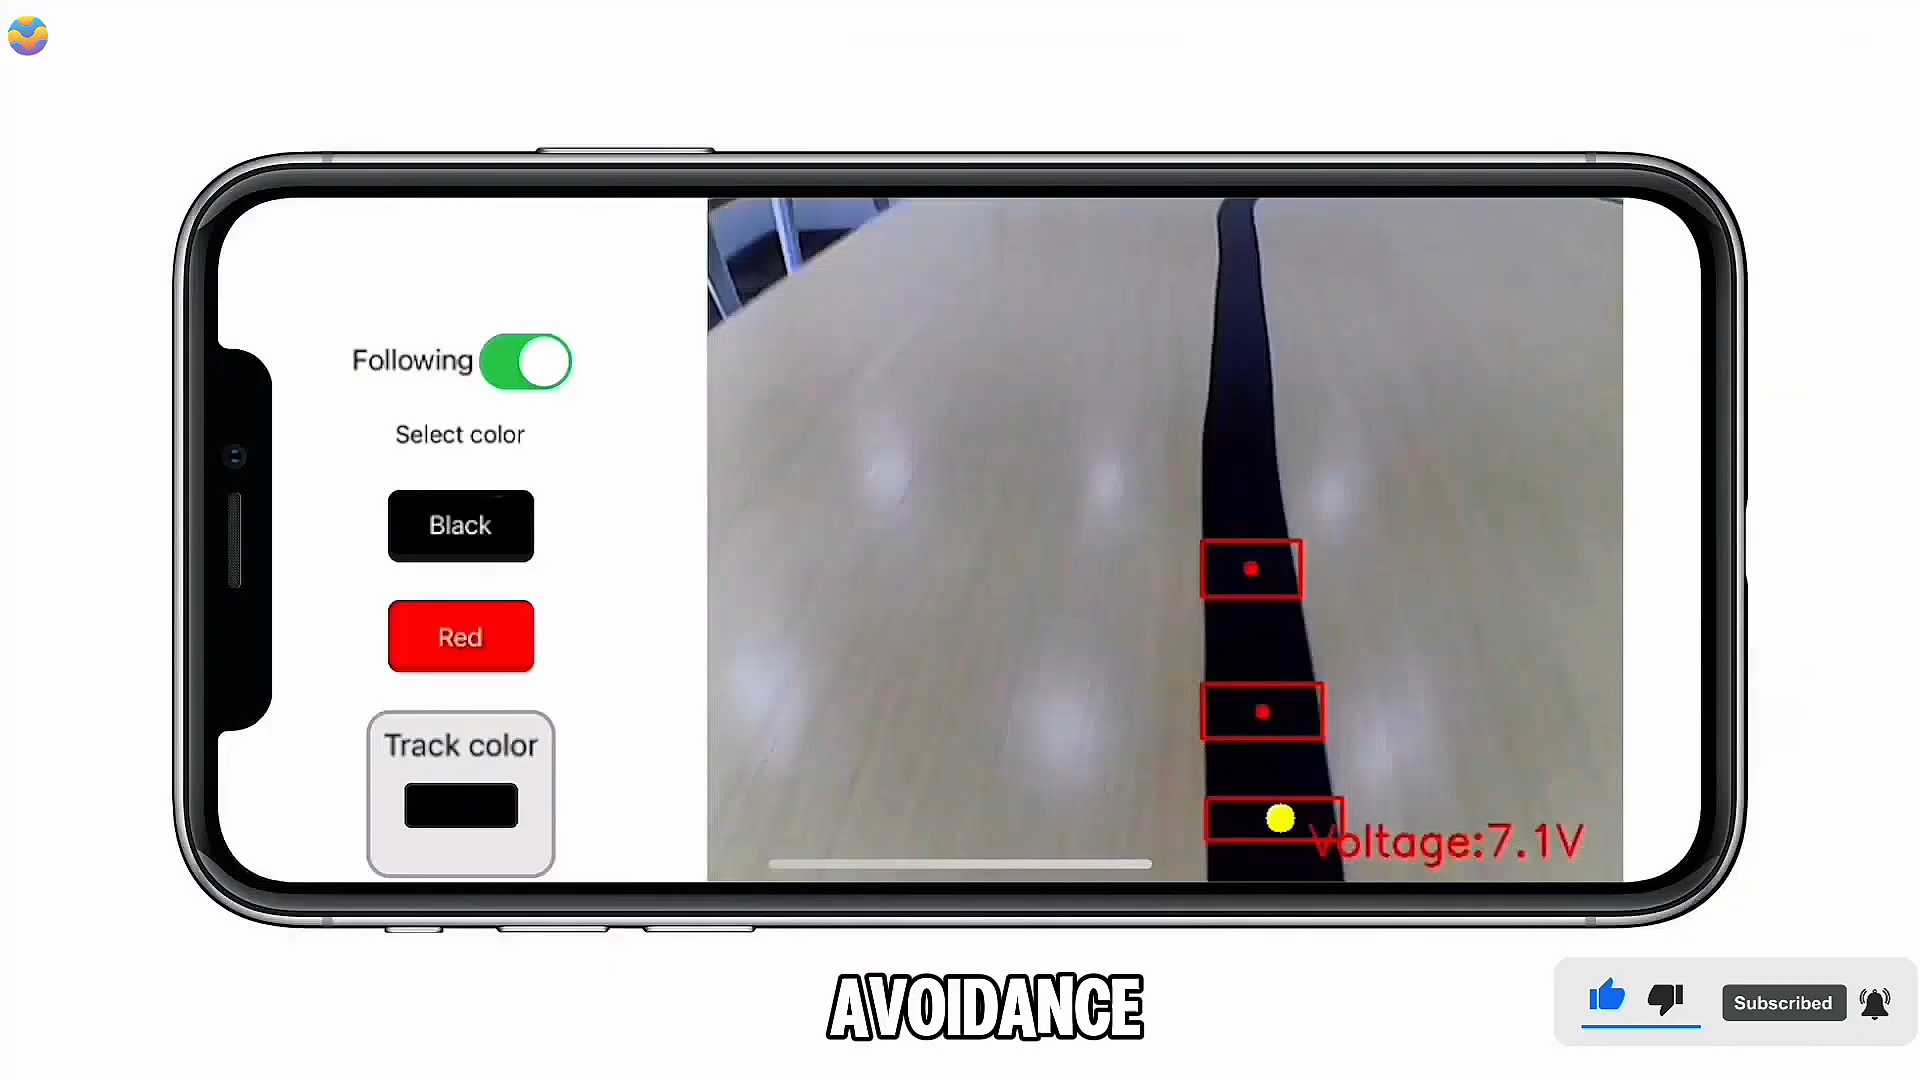 Following
Select color
Black
Red
Track color
Voltage:7.1V
AVOIDANCE
Subscribed